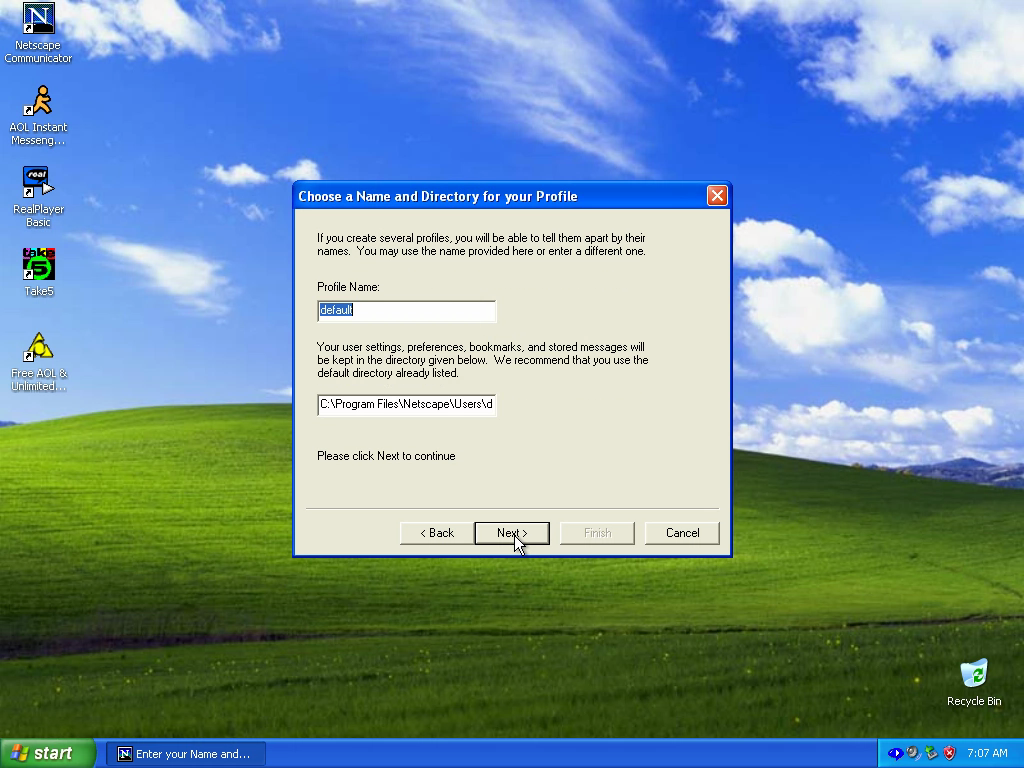 N
Netscape
Communicator
AOL Instant
Messeng...
real
RealPlayer
Basic
take
5
Take5
Free AOL &
Unlimited...
Choose a Name and Directory for your Profile
If you create several profiles, you will be able to tell them apart by their
names.  You may use the name provided here or enter a different one.
Profile Name:
default
Your user settings, preferences, bookmarks, and stored messages will
be kept in the directory given below.  We recommend that you use the
default directory already listed.
C:\Program Files\Netscape\Users\d
Please click Next to continue
< Back
Next >
Finish
Cancel
Recycle Bin
start
N
Enter your Name and...
7:07 AM